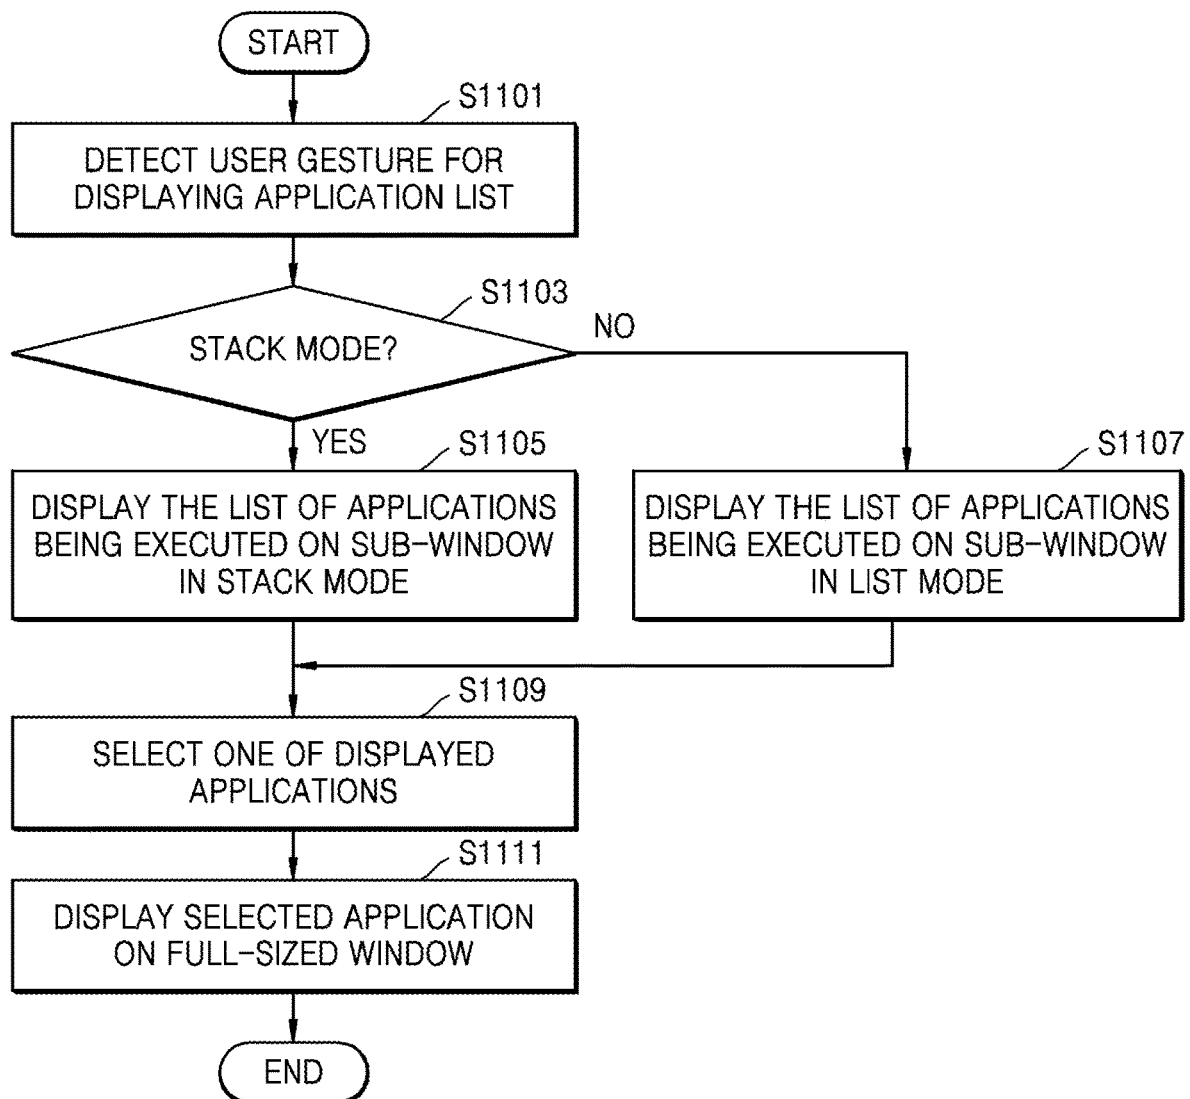 START
S1101
DETECT USER GESTURE FOR
DISPLAYING APPLICATION LIST
S1103
STACK MODE?
NO
YES
S1105
DISPLAY THE LIST OF APPLICATIONS
BEING EXECUTED ON SUB-WINDOW
IN STACK MODE
S1107
DISPLAY THE LIST OF APPLICATIONS
BEING EXECUTED ON SUB-WINDOW
IN LIST MODE
S1109
SELECT ONE OF DISPLAYED
APPLICATIONS
S1111
DISPLAY SELECTED APPLICATION
ON FULL-SIZED WINDOW
END